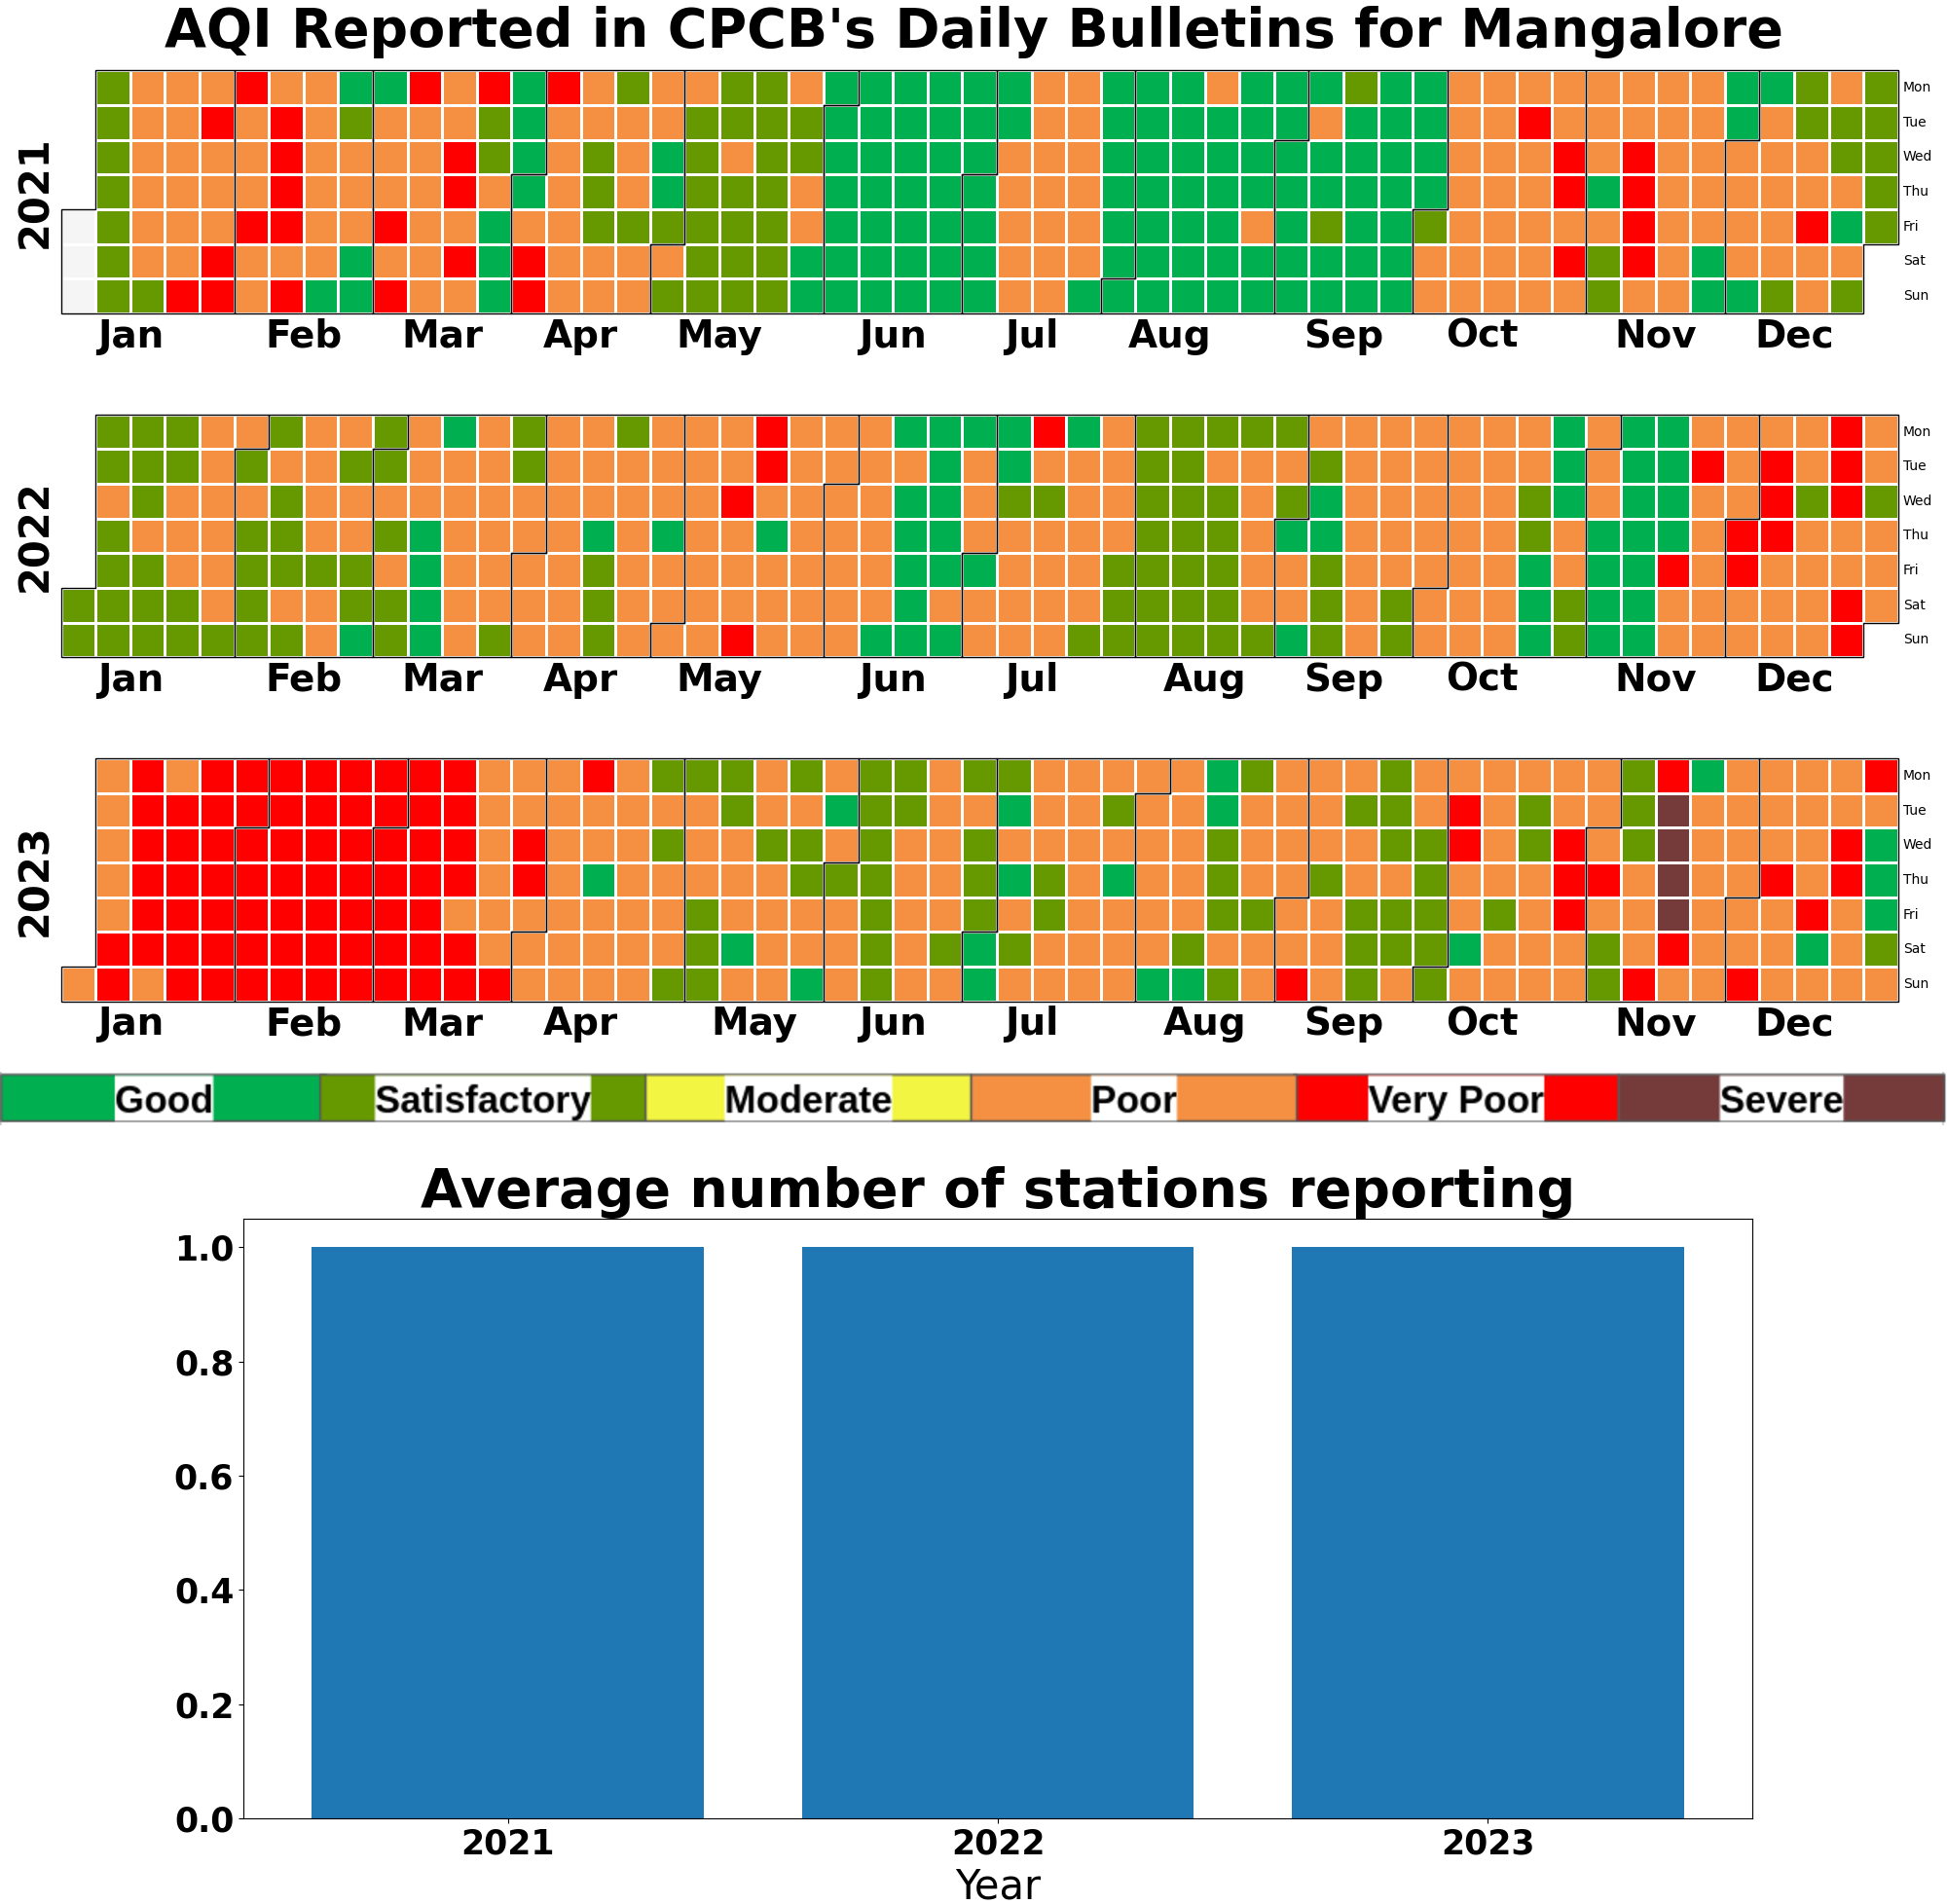 AQI Reported in CPCB's Daily Bulletins for Mangalore
2021
Mon
Tue
Wed
Thu
Fri
Sat
Sun
Jan Feb Mar Apr May Jun Jul Aug Sep Oct Nov Dec
2022
Mon
Tue
Wed
Thu
Fri
Sat
Sun
Jan Feb Mar Apr May Jun Jul Aug Sep Oct Nov Dec
2023
Mon
Tue
Wed
Thu
Fri
Sat
Sun
Jan Feb Mar Apr May Jun Jul Aug Sep Oct Nov Dec
Good Satisfactory Moderate Poor Very Poor Severe
Average number of stations reporting
1.0
0.8
0.6
0.4
0.2
0.0
2021 2022 2023
Year